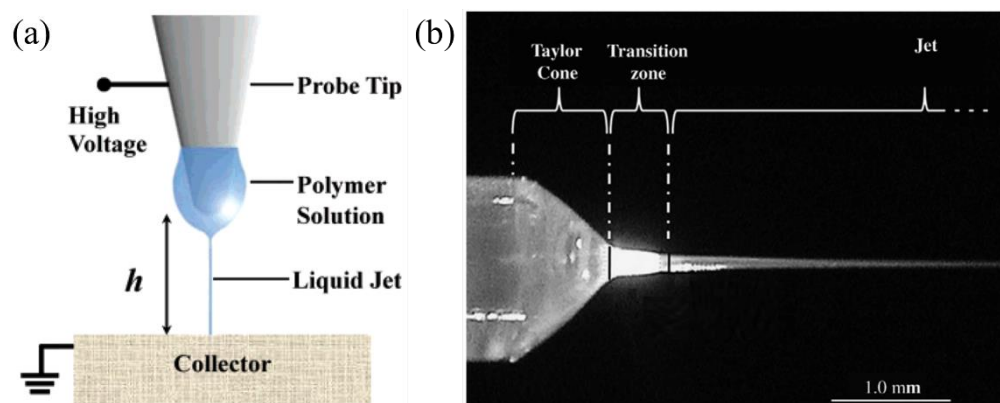 (a)
High
Voltage
Probe Tip
Polymer
Solution
h
Liquid Jet
Collector
(b)
Taylor
Cone
Transition
zone
Jet
1.0 mm